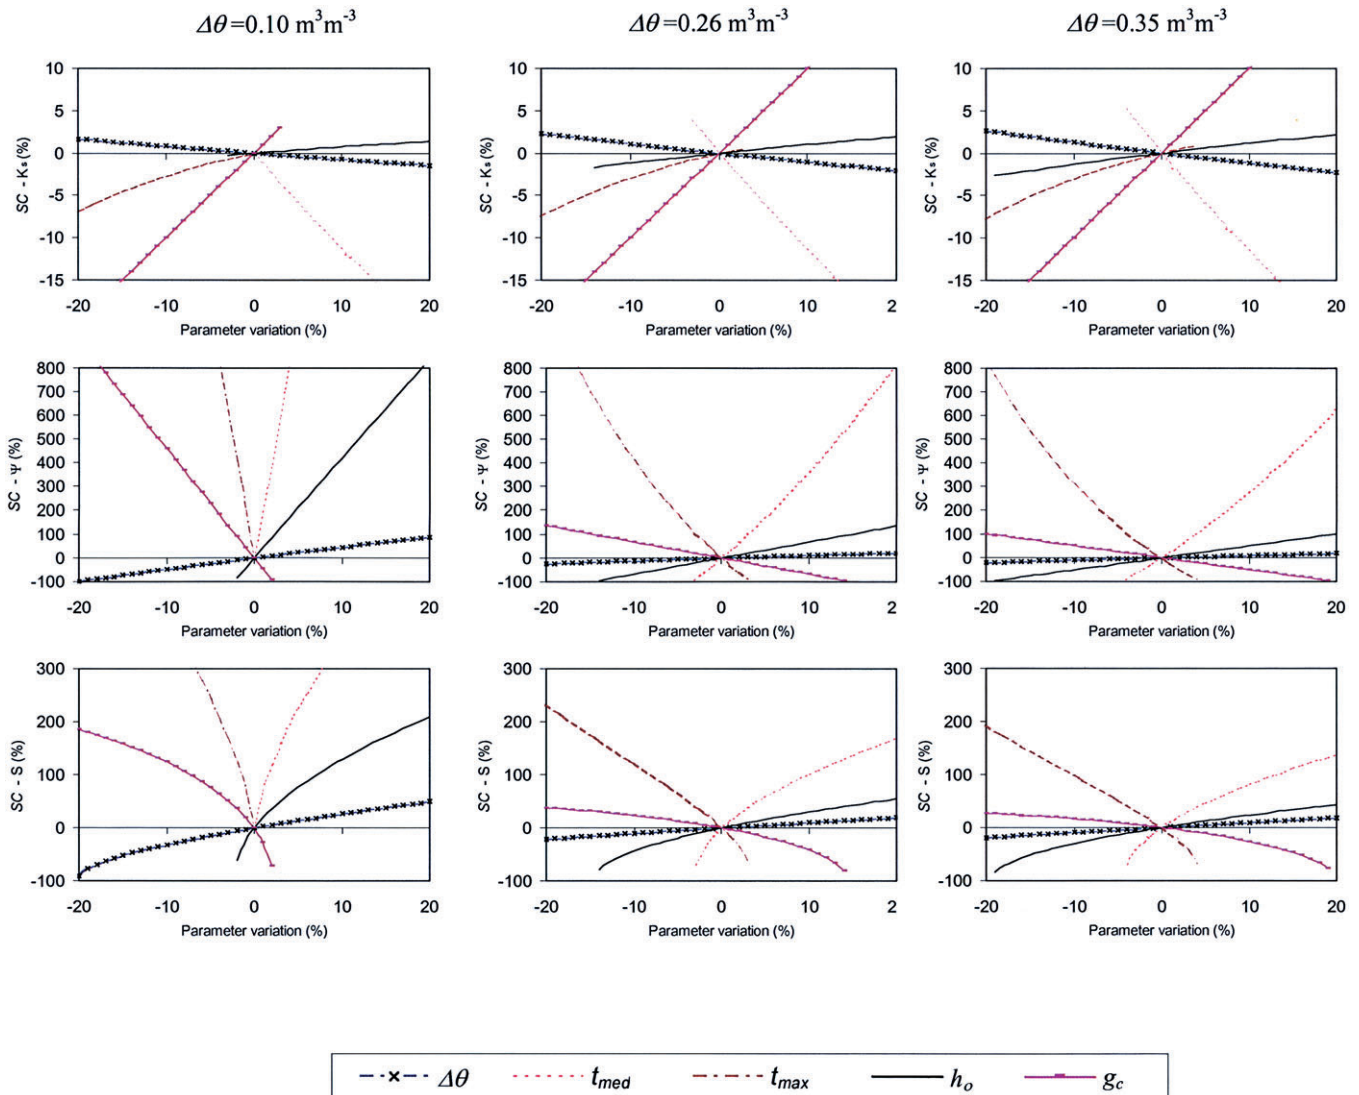 Δθ=0.10 m³m⁻³ Δθ=0.26 m³m⁻³ Δθ=0.35 m³m⁻³
SC - Ks (%)
10
5
0
-5
-10
-15
-20 -10 0 10 20
Parameter variation (%)
SC - Ks (%)
10
5
0
-5
-10
-15
-20 -10 0 10 2
Parameter variation (%)
SC - Ks (%)
10
5
0
-5
-10
-15
-20 -10 0 10 20
Parameter variation (%)
SC - Ψ (%)
800
700
600
500
400
300
200
100
0
-100
-20 -10 0 10 20
Parameter variation (%)
SC - Ψ (%)
800
700
600
500
400
300
200
100
0
-100
-20 -10 0 10 2
Parameter variation (%)
SC - Ψ (%)
800
700
600
500
400
300
200
100
0
-100
-20 -10 0 10 20
Parameter variation (%)
SC - S (%)
300
200
100
0
-100
-20 -10 0 10 20
Parameter variation (%)
SC - S (%)
300
200
100
0
-100
-20 -10 0 10 2
Parameter variation (%)
SC - S (%)
300
200
100
0
-100
-20 -10 0 10 20
Parameter variation (%)
Δθ t_med t_max h_o g_c